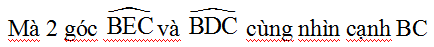 Mà 2 góc $\widehat{BEC}$ và $\widehat{BDC}$ cùng nhìn cạnh BC